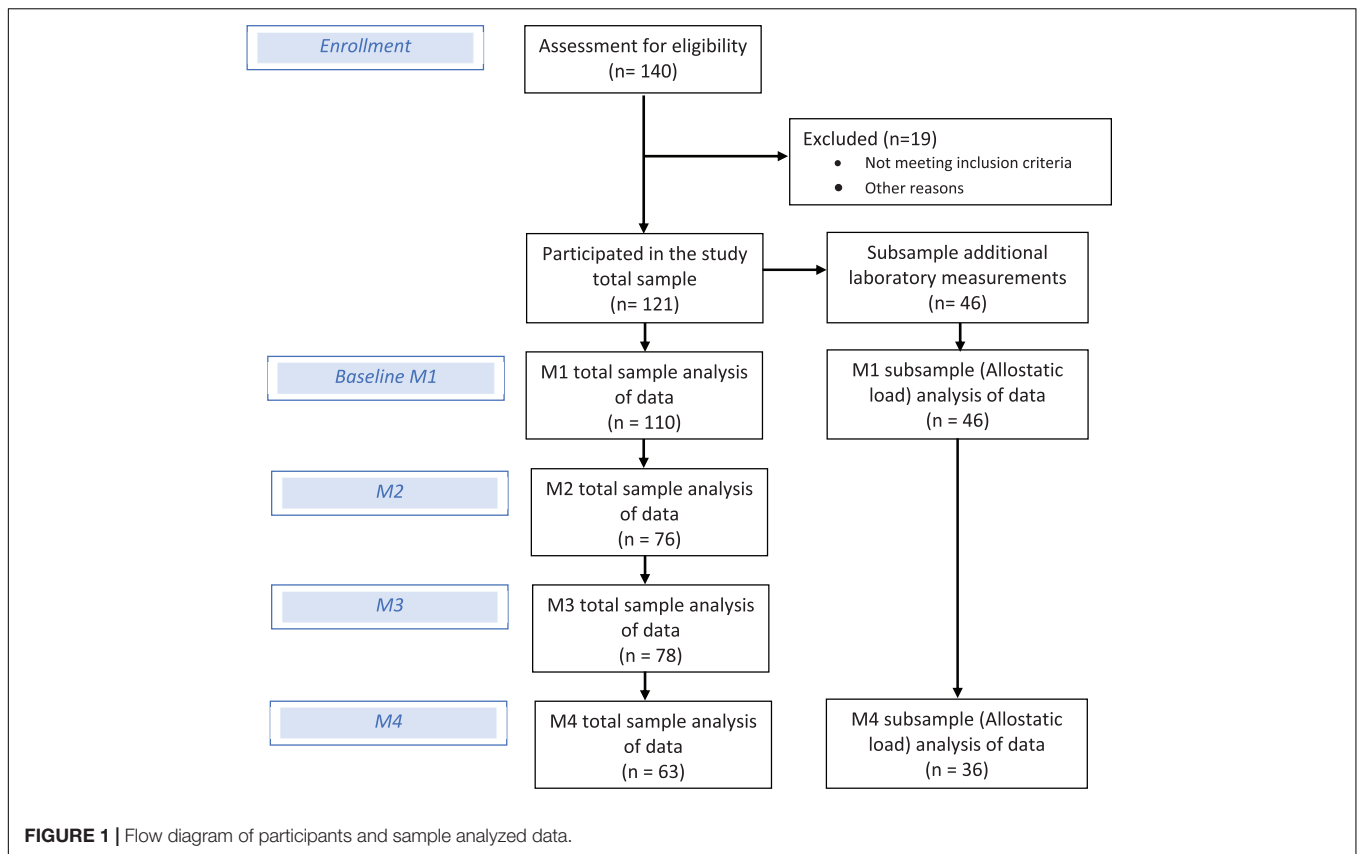 Enrollment
Assessment for eligibility
(n= 140)
Excluded (n=19)
• Not meeting inclusion criteria
• Other reasons
Participated in the study
total sample
(n= 121)
Subsample additional
laboratory measurements
(n= 46)
Baseline M1
M1 total sample analysis
of data
(n = 110)
M1 subsample (Allostatic
load) analysis of data
(n = 46)
M2
M2 total sample analysis
of data
(n = 76)
M3
M3 total sample analysis
of data
(n = 78)
M4
M4 total sample analysis
of data
(n = 63)
M4 subsample (Allostatic
load) analysis of data
(n = 36)
FIGURE 1 | Flow diagram of participants and sample analyzed data.